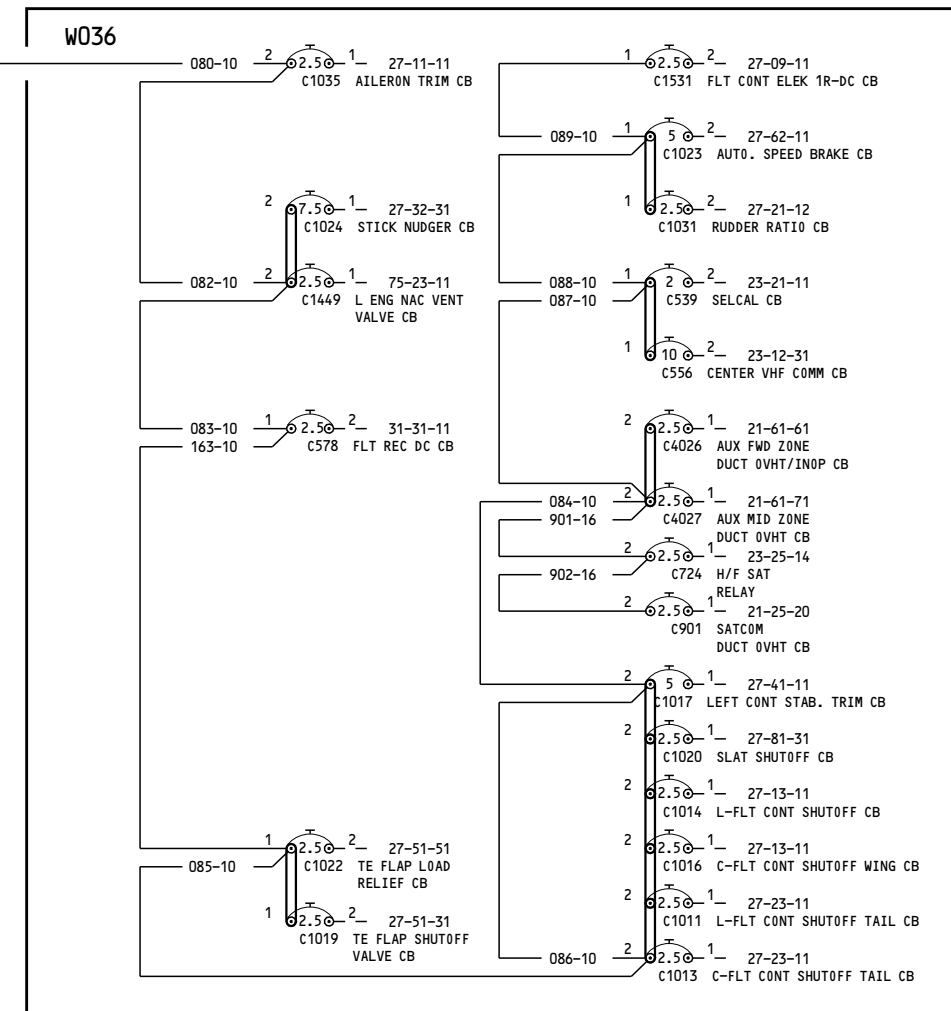 W036
080-10 2 2.5 1 27-11-11
C1035 AILERON TRIM CB
2 7.5 1 27-32-31
C1024 STICK NUDGER CB
082-10 2 2.5 1 75-23-11
C1449 L ENG NAC VENT
VALVE CB
083-10 1 2.5 2 31-31-11
163-10 C578 FLT REC DC CB
1 2.5 2 27-51-51
085-10 C1022 TE FLAP LOAD
RELIEF CB
1 2.5 2 27-51-31
C1019 TE FLAP SHUTOFF
VALVE CB
1 2.5 2 27-09-11
C1531 FLT CONT ELEK 1R-DC CB
089-10 1 5 2 27-62-11
C1023 AUTO. SPEED BRAKE CB
1 2.5 2 27-21-12
C1031 RUDDER RATIO CB
088-10 1 2 2 23-21-11
087-10 C539 SELCAL CB
1 10 2 23-12-31
C556 CENTER VHF COMM CB
2 2.5 1 21-61-61
C4026 AUX FWD ZONE
DUCT OVHT/INOP CB
084-10 2 2.5 1 21-61-71
901-16 C4027 AUX MID ZONE
DUCT OVHT CB
2 2.5 1 23-25-14
902-16 C724 H/F SAT
RELAY
2 2.5 1 21-25-20
C901 SATCOM
DUCT OVHT CB
2 5 1 27-41-11
C1017 LEFT CONT STAB. TRIM CB
2 2.5 1 27-81-31
C1020 SLAT SHUTOFF CB
2 2.5 1 27-13-11
C1014 L-FLT CONT SHUTOFF CB
2 2.5 1 27-13-11
C1016 C-FLT CONT SHUTOFF WING CB
2 2.5 1 27-23-11
C1011 L-FLT CONT SHUTOFF TAIL CB
086-10 2 2.5 1 27-23-11
C1013 C-FLT CONT SHUTOFF TAIL CB